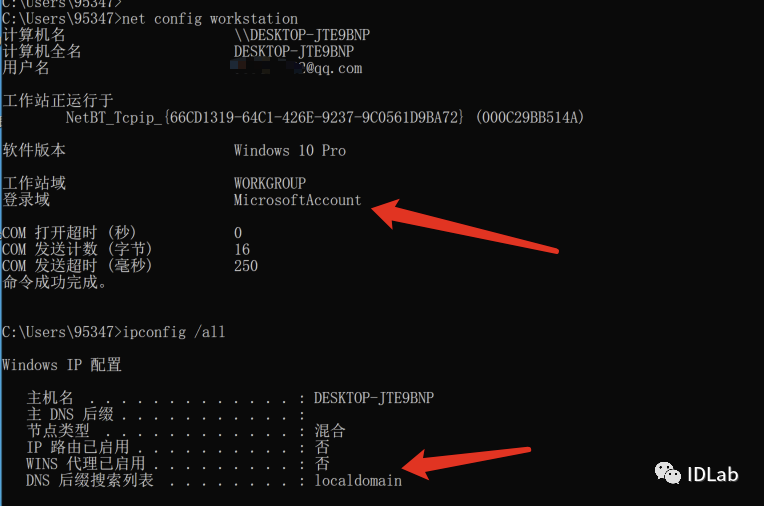 C:\Users\95347>
C:\Users\95347>net config workstation
计算机名 \\DESKTOP-JTE9BNP
计算机全名 DESKTOP-JTE9BNP
用户名 2@qq.com
工作站正运行于
NetBT_Tcpip_{66CD1319-64C1-426E-9237-9C0561D9BA72} (000C29BB514A)
软件版本 Windows 10 Pro
工作站域 WORKGROUP
登录域 MicrosoftAccount
COM 打开超时 (秒) 0
COM 发送计数 (字节) 16
COM 发送超时 (毫秒) 250
命令成功完成。
C:\Users\95347>ipconfig /all
Windows IP 配置
主机名 . . . . . . . . . . . . . : DESKTOP-JTE9BNP
主 DNS 后缀 . . . . . . . . . . . :
节点类型 . . . . . . . . . . . . : 混合
IP 路由已启用 . . . . . . . . . . : 否
WINS 代理已启用 . . . . . . . . . : 否
DNS 后缀搜索列表 . . . . . . . . : localdomain
IDLab